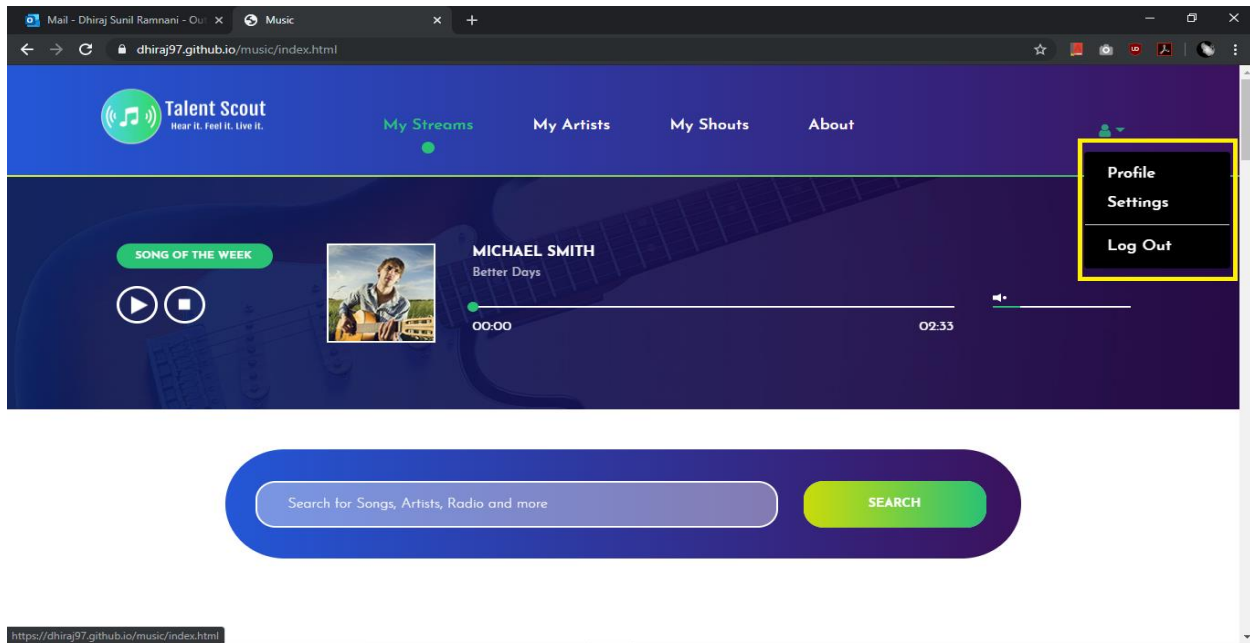 Mail - Dhiraj Sunil Ramnani - Out
Music
dhiraj97.github.io/music/index.html
Talent Scout
Hear it. Feel it. Live it.
My Streams
My Artists
My Shouts
About
Profile
Settings
Log Out
SONG OF THE WEEK
MICHAEL SMITH
Better Days
00:00
02:33
Search for Songs, Artists, Radio and more
SEARCH
https://dhiraj97.github.io/music/index.html